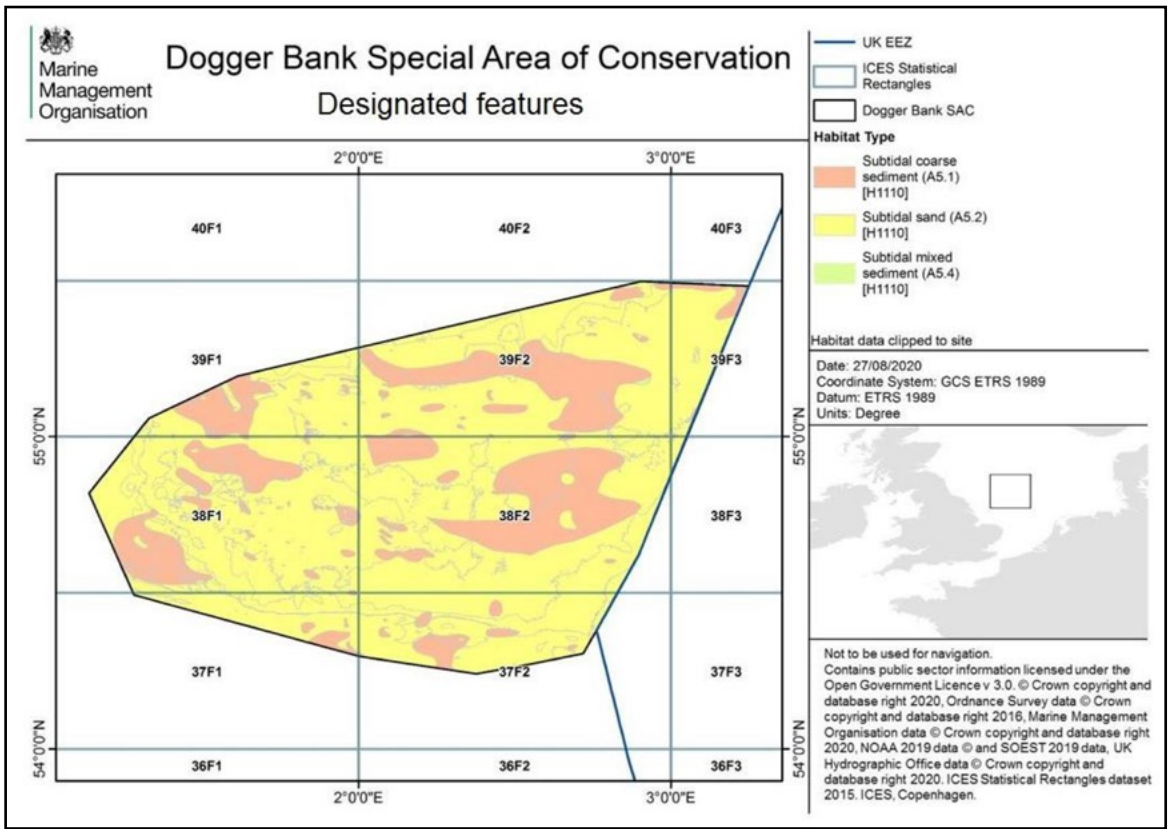 Marine
Management
Organisation
Dogger Bank Special Area of Conservation
Designated features
2°0'0"E
3°0'0"E
40F1
40F2
40F3
39F1
39F2
39F3
55°0'0"N
55°0'0"N
38F1
38F2
38F3
37F1
37F2
37F3
54°0'0"N
54°0'0"N
36F1
36F2
36F3
2°0'0"E
3°0'0"E
UK EEZ
ICES Statistical
Rectangles
Dogger Bank SAC
Habitat Type
Subtidal coarse
sediment (A5.1)
[H1110]
Subtidal sand (A5.2)
[H1110]
Subtidal mixed
sediment (A5.4)
[H1110]
Habitat data clipped to site
Date: 27/08/2020
Coordinate System: GCS ETRS 1989
Datum: ETRS 1989
Units: Degree
Not to be used for navigation.
Contains public sector information licensed under the
Open Government Licence v 3.0. © Crown copyright and
database right 2020, Ordnance Survey data © Crown
copyright and database right 2016, Marine Management
Organisation data © Crown copyright and database right
2020, NOAA 2019 data © and SOEST 2019 data, UK
Hydrographic Office data © Crown copyright and
database right 2020. ICES Statistical Rectangles dataset
2015. ICES, Copenhagen.